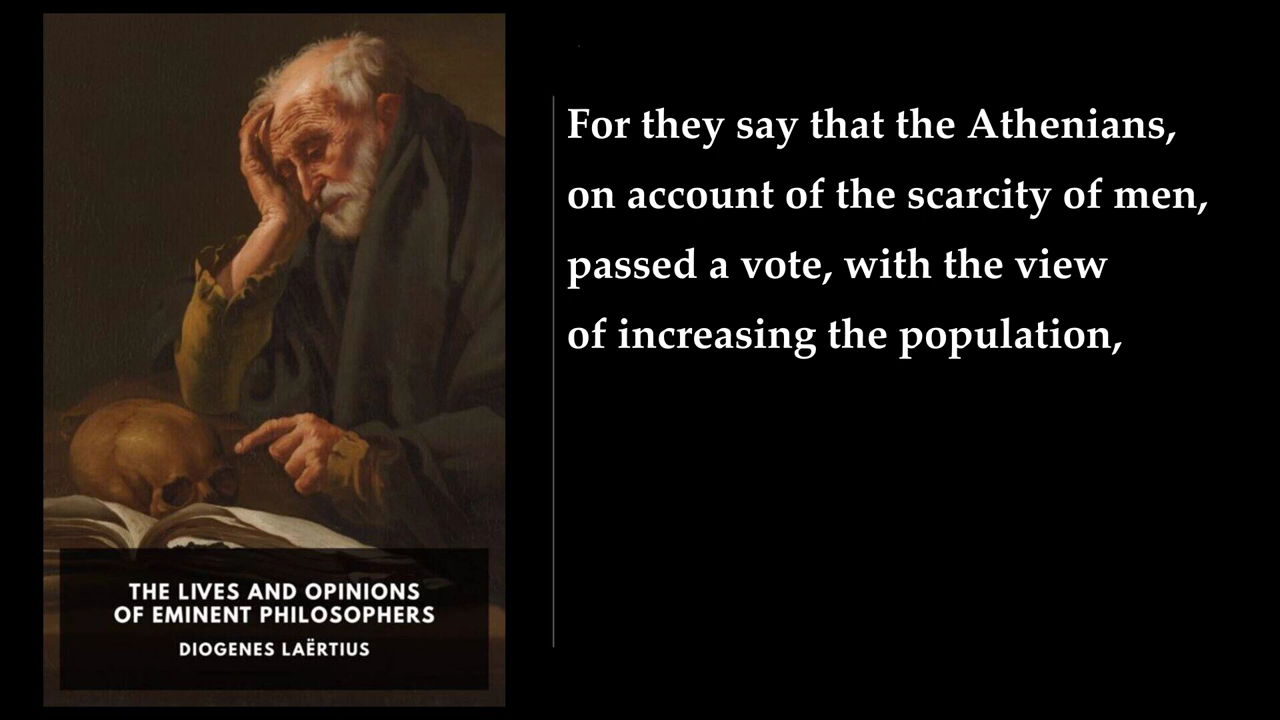 For they say that the Athenians,
on account of the scarcity of men,
passed a vote, with the view
of increasing the population,
THE LIVES AND OPINIONS
OF EMINENT PHILOSOPHERS
DIOGENES LAËRTIUS